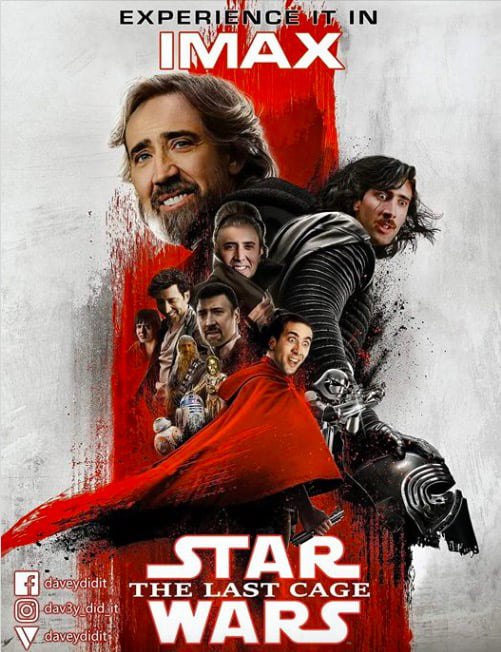 EXPERIENCE IT IN
IMAX
STAR
THE LAST CAGE
WARS
daveydidit
dav3y_did_it
daveydidit